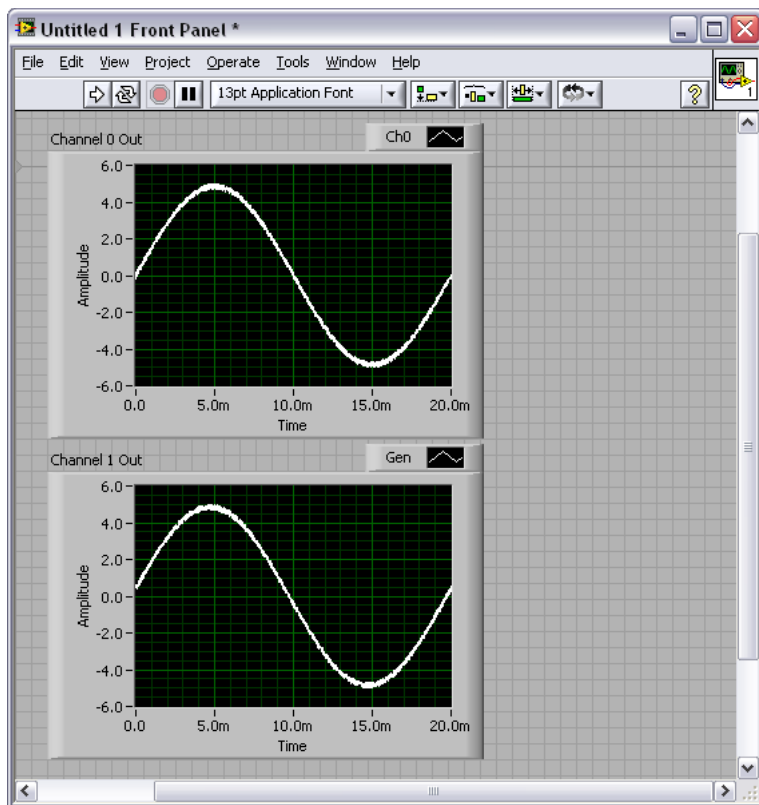 Untitled 1 Front Panel *
File Edit View Project Operate Tools Window Help
13pt Application Font
?
1
Channel 0 Out
Ch0
6.0
4.0
2.0
0.0
-2.0
-4.0
-6.0
Amplitude
0.0 5.0m 10.0m 15.0m 20.0m
Time
Channel 1 Out
Gen
6.0
4.0
2.0
0.0
-2.0
-4.0
-6.0
Amplitude
0.0 5.0m 10.0m 15.0m 20.0m
Time